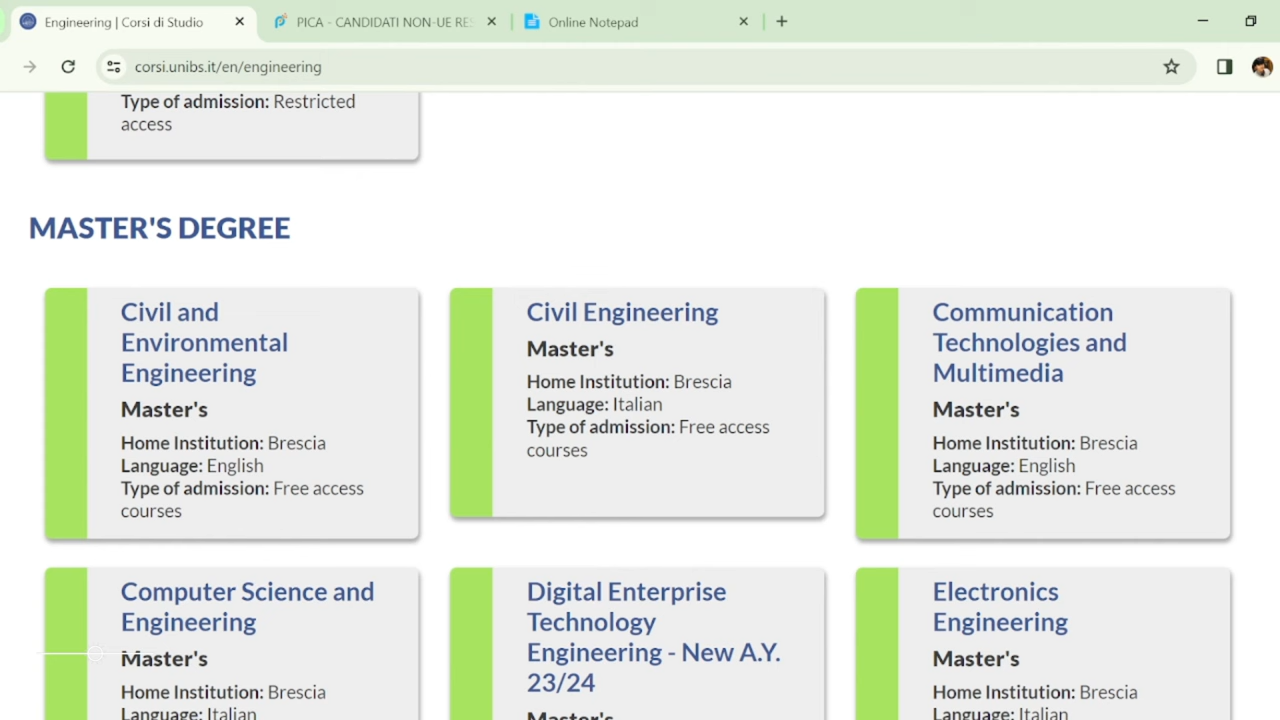 Engineering | Corsi di Studio
PICA - CANDIDATI NON-UE RES
Online Notepad
corsi.unibs.it/en/engineering
Type of admission: Restricted
access
MASTER'S DEGREE
Civil and
Environmental
Engineering
Master's
Home Institution: Brescia
Language: English
Type of admission: Free access
courses
Civil Engineering
Master's
Home Institution: Brescia
Language: Italian
Type of admission: Free access
courses
Communication
Technologies and
Multimedia
Master's
Home Institution: Brescia
Language: English
Type of admission: Free access
courses
Computer Science and
Engineering
Master's
Home Institution: Brescia
Language: Italian
Digital Enterprise
Technology
Engineering - New A.Y.
23/24
Master's
Electronics
Engineering
Master's
Home Institution: Brescia
Language: Italian